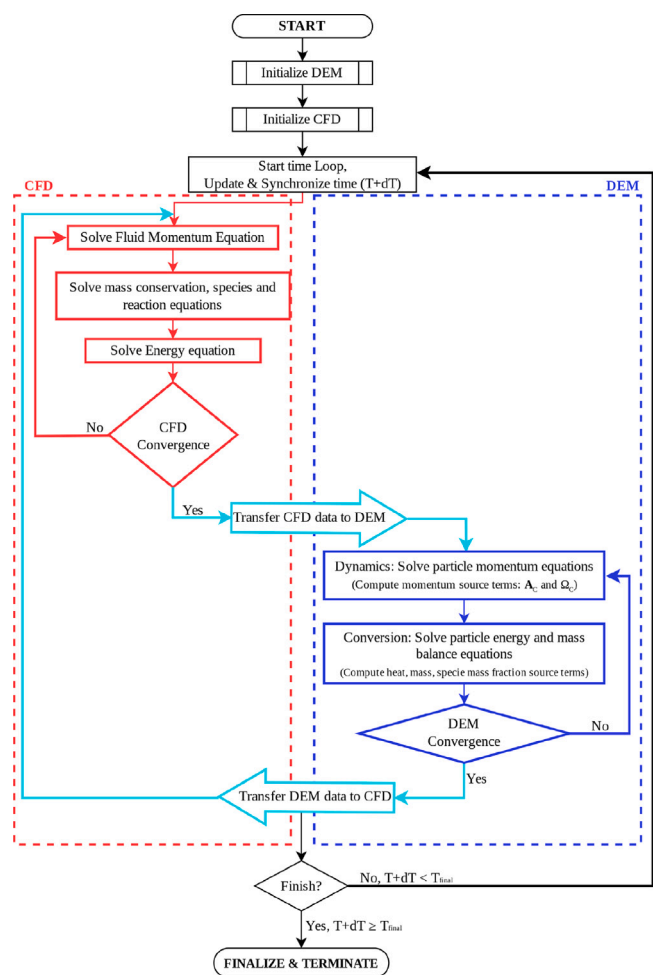 START
Initialize DEM
Initialize CFD
Start time Loop,
Update & Synchronize time (T+dT)
CFD
DEM
Solve Fluid Momentum Equation
Solve mass conservation, species and
reaction equations
Solve Energy equation
No
CFD
Convergence
Yes
Transfer CFD data to DEM
Dynamics: Solve particle momentum equations
(Compute momentum source terms: A_C and Ω_C)
Conversion: Solve particle energy and mass
balance equations
(Compute heat, mass, specie mass fraction source terms)
DEM
Convergence
No
Yes
Transfer DEM data to CFD
Finish?
No, T+dT < T_final
Yes, T+dT ≥ T_final
FINALIZE & TERMINATE